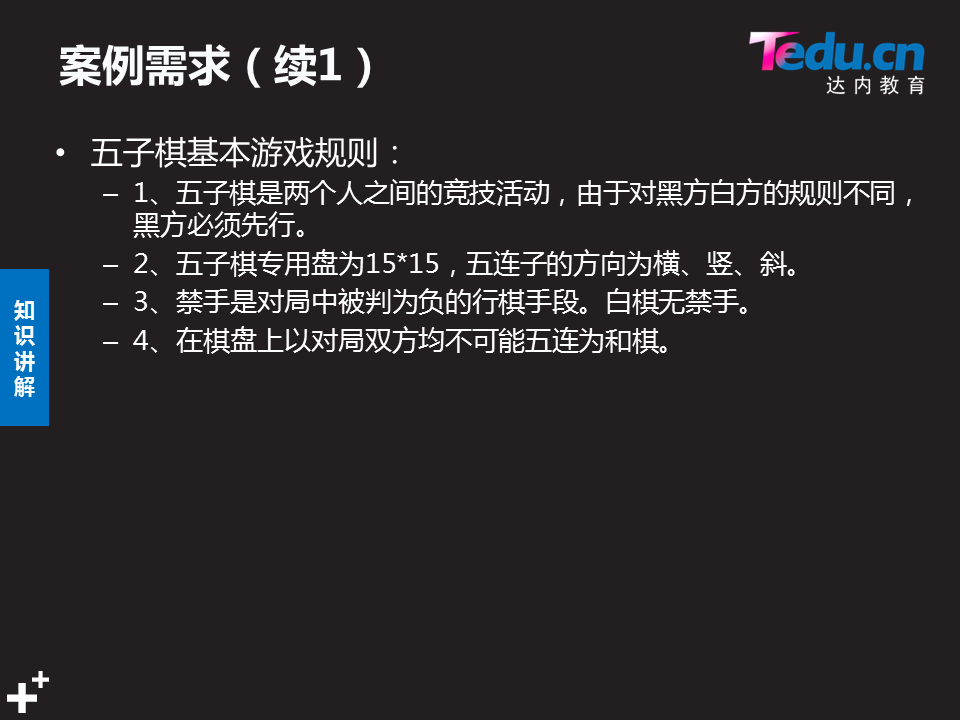 案例需求（续1）
Tedu.cn
达内教育
• 五子棋基本游戏规则：
– 1、五子棋是两个人之间的竞技活动，由于对黑方白方的规则不同，
黑方必须先行。
– 2、五子棋专用盘为15*15，五连子的方向为横、竖、斜。
– 3、禁手是对局中被判为负的行棋手段。白棋无禁手。
– 4、在棋盘上以对局双方均不可能五连为和棋。
知
识
讲
解